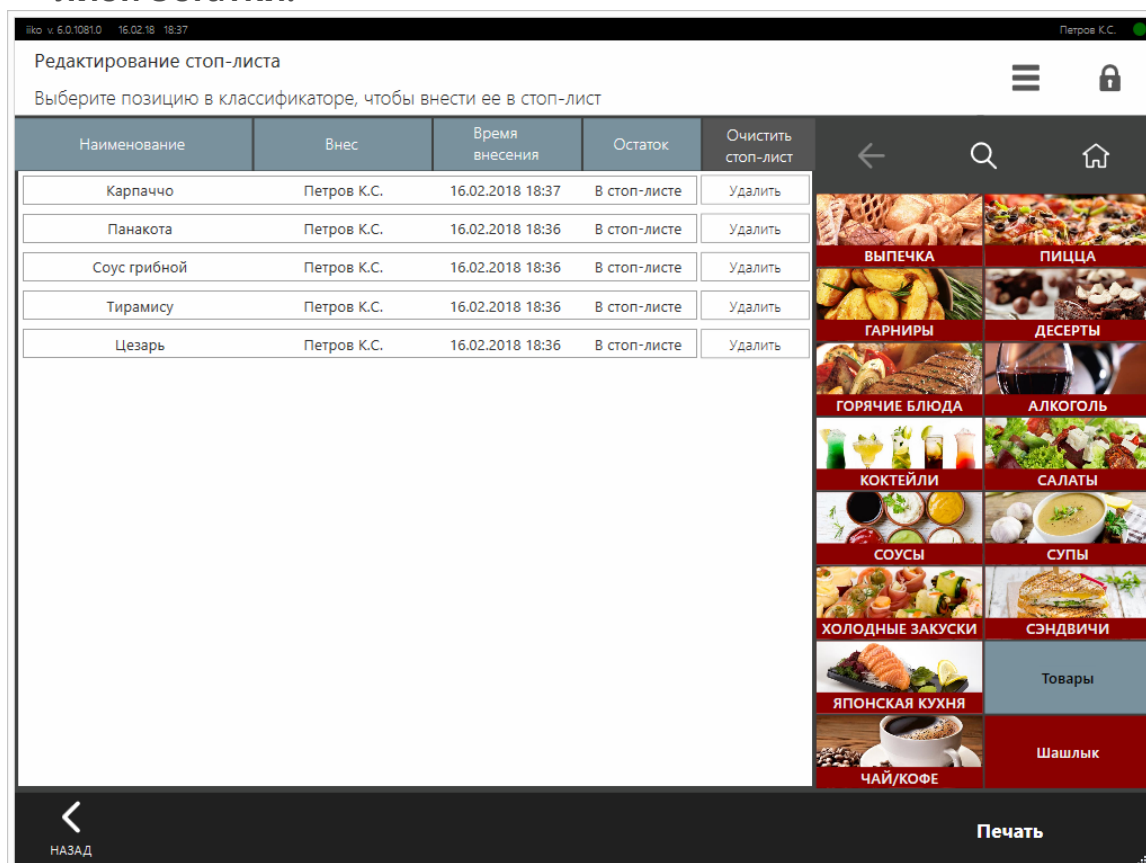 iiko v. 6.0.1081.0 16.02.18 18:37 Петров К.С.
Редактирование стоп-листа
Выберите позицию в классификаторе, чтобы внести ее в стоп-лист
Наименование Внес Время внесения Остаток Очистить стоп-лист
Карпаччо Петров К.С. 16.02.2018 18:37 В стоп-листе Удалить
Панакота Петров К.С. 16.02.2018 18:36 В стоп-листе Удалить
Соус грибной Петров К.С. 16.02.2018 18:36 В стоп-листе Удалить
Тирамису Петров К.С. 16.02.2018 18:36 В стоп-листе Удалить
Цезарь Петров К.С. 16.02.2018 18:36 В стоп-листе Удалить
ВЫПЕЧКА ПИЦЦА
ГАРНИРЫ ДЕСЕРТЫ
ГОРЯЧИЕ БЛЮДА АЛКОГОЛЬ
КОКТЕЙЛИ САЛАТЫ
СОУСЫ СУПЫ
ХОЛОДНЫЕ ЗАКУСКИ СЭНДВИЧИ
ЯПОНСКАЯ КУХНЯ Товары
ЧАЙ/КОФЕ Шашлык
НАЗАД Печать